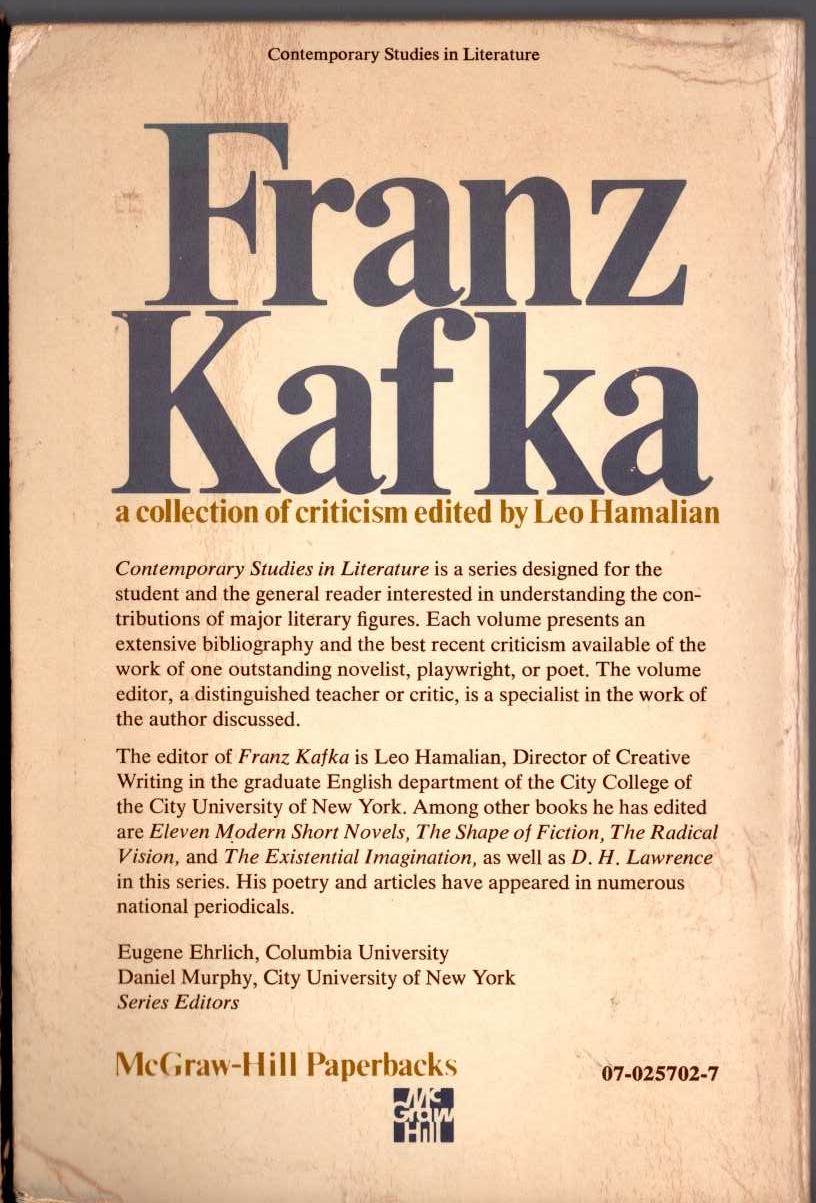 Contemporary Studies in Literature
Franz
Kafka
a collection of criticism edited by Leo Hamalian
Contemporary Studies in Literature is a series designed for the
student and the general reader interested in understanding the con-
tributions of major literary figures. Each volume presents an
extensive bibliography and the best recent criticism available of the
work of one outstanding novelist, playwright, or poet. The volume
editor, a distinguished teacher or critic, is a specialist in the work of
the author discussed.
The editor of Franz Kafka is Leo Hamalian, Director of Creative
Writing in the graduate English department of the City College of
the City University of New York. Among other books he has edited
are Eleven Modern Short Novels, The Shape of Fiction, The Radical
Vision, and The Existential Imagination, as well as D. H. Lawrence
in this series. His poetry and articles have appeared in numerous
national periodicals.
Eugene Ehrlich, Columbia University
Daniel Murphy, City University of New York
Series Editors
McGraw-Hill Paperbacks
07-025702-7
Mc
Graw
Hill